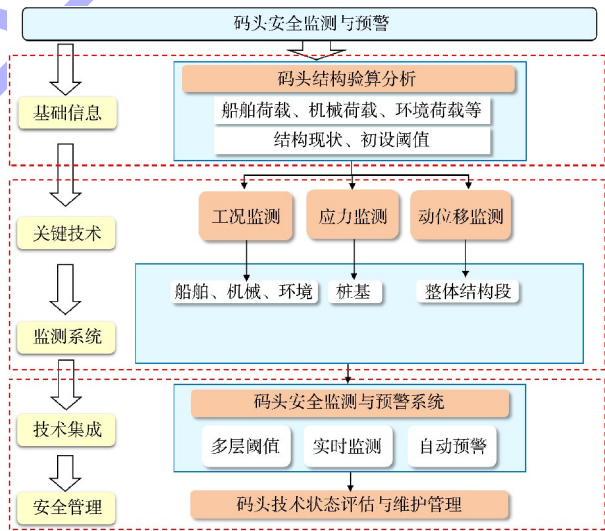 码头安全监测与预警
码头结构验算分析
基础信息
船舶荷载、机械荷载、环境荷载等
结构现状、初设阈值
关键技术
工况监测
应力监测
动位移监测
船舶、机械、环境
桩基
整体结构段
监测系统
码头安全监测与预警系统
技术集成
多层阈值
实时监测
自动预警
安全管理
码头技术状态评估与维护管理